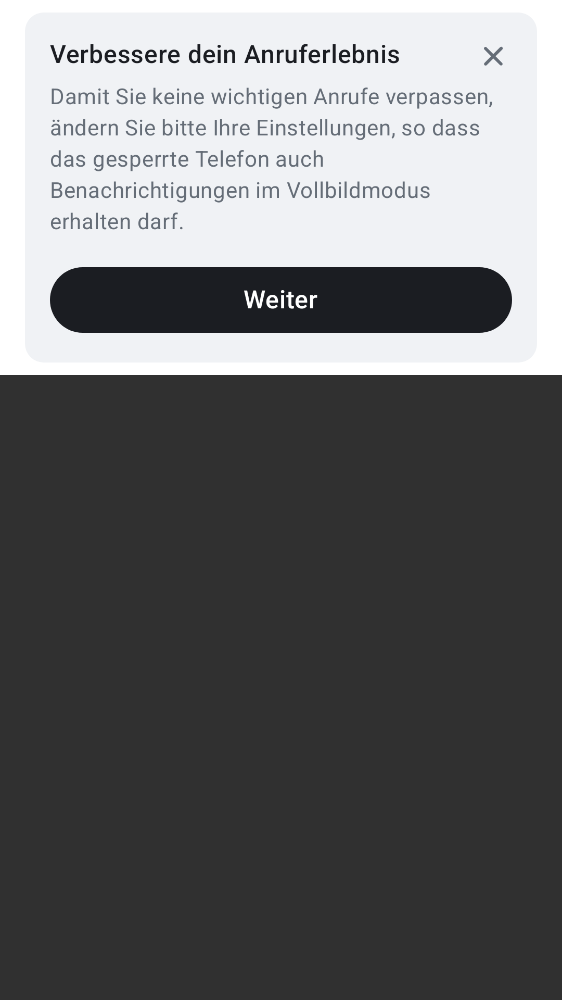 Verbessere dein Anruferlebnis
Damit Sie keine wichtigen Anrufe verpassen,
ändern Sie bitte Ihre Einstellungen, so dass
das gesperrte Telefon auch
Benachrichtigungen im Vollbildmodus
erhalten darf.
Weiter